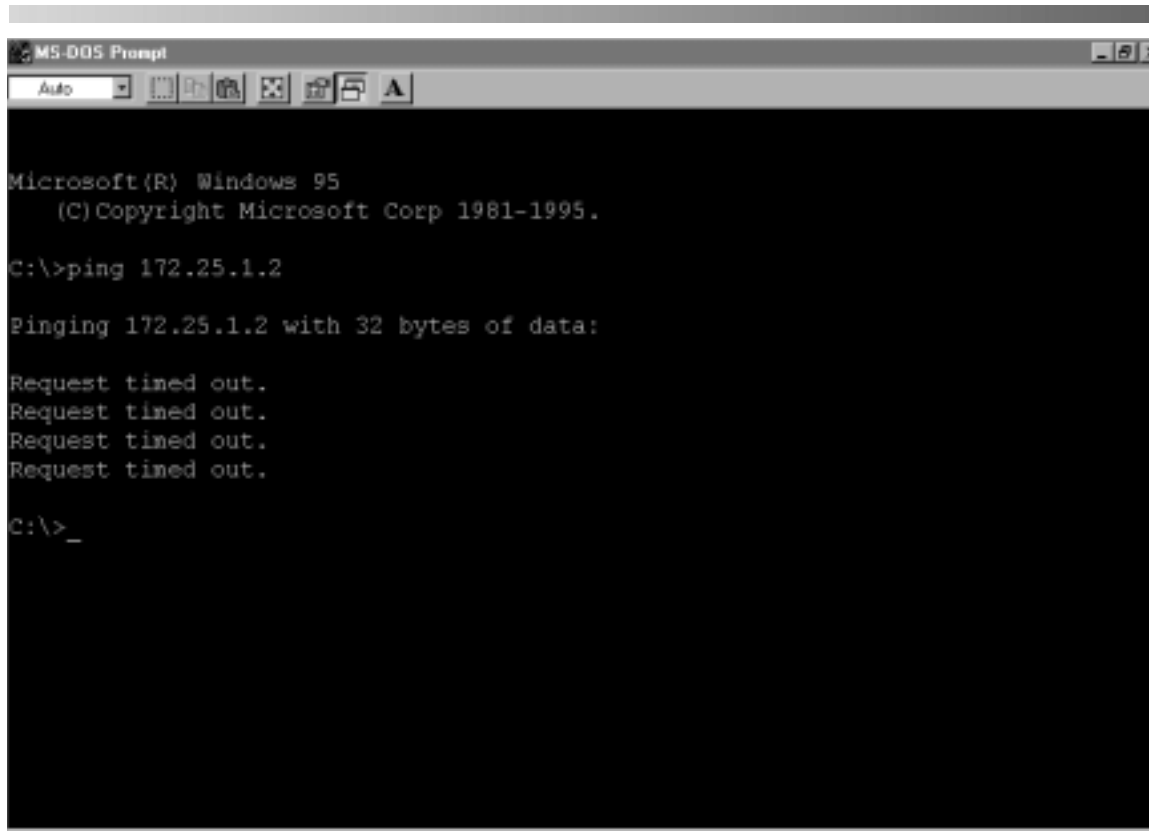 MS-DOS Prompt
Auto
A
Microsoft(R) Windows 95
(C)Copyright Microsoft Corp 1981-1995.
C:\>ping 172.25.1.2
Pinging 172.25.1.2 with 32 bytes of data:
Request timed out.
Request timed out.
Request timed out.
Request timed out.
C:\>_